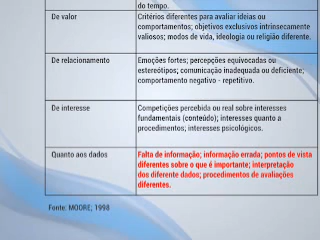 do tempo.
De valor
Critérios diferentes para avaliar ideias ou
comportamentos; objetivos exclusivos intrinsecamente
valiosos; modos de vida, ideologia ou religião diferente.
De relacionamento
Emoções fortes; percepções equivocadas ou
estereótipos; comunicação inadequada ou deficiente;
comportamento negativo - repetitivo.
De interesse
Competições percebida ou real sobre interesses
fundamentais (conteúdo); interesses quanto a
procedimentos; interesses psicológicos.
Quanto aos dados
Falta de informação; informação errada; pontos de vista
diferentes sobre o que é importante; interpretação
dos diferente dados; procedimentos de avaliações
diferentes.
Fonte: MOORE, 1998